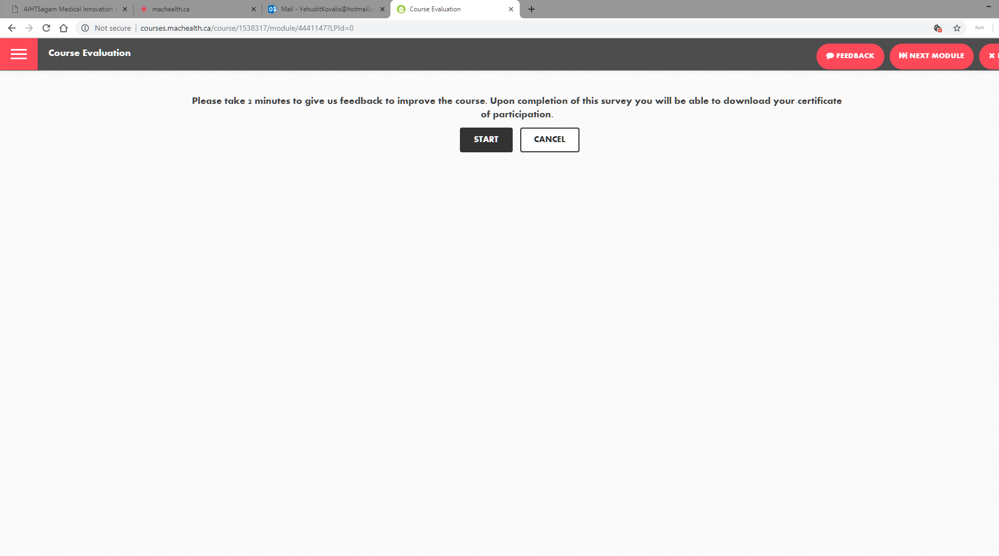 AIHTSagam Medical Innovation
machealth.ca
Mail - YehuditKovalis@hotmail.c
Course Evaluation
Not secure
courses.machealth.ca/course/1538317/module/4441147?LPId=0
font
Course Evaluation
FEEDBACK
NEXT MODULE
Please take 2 minutes to give us feedback to improve the course. Upon completion of this survey you will be able to download your certificate
of participation.
START
CANCEL